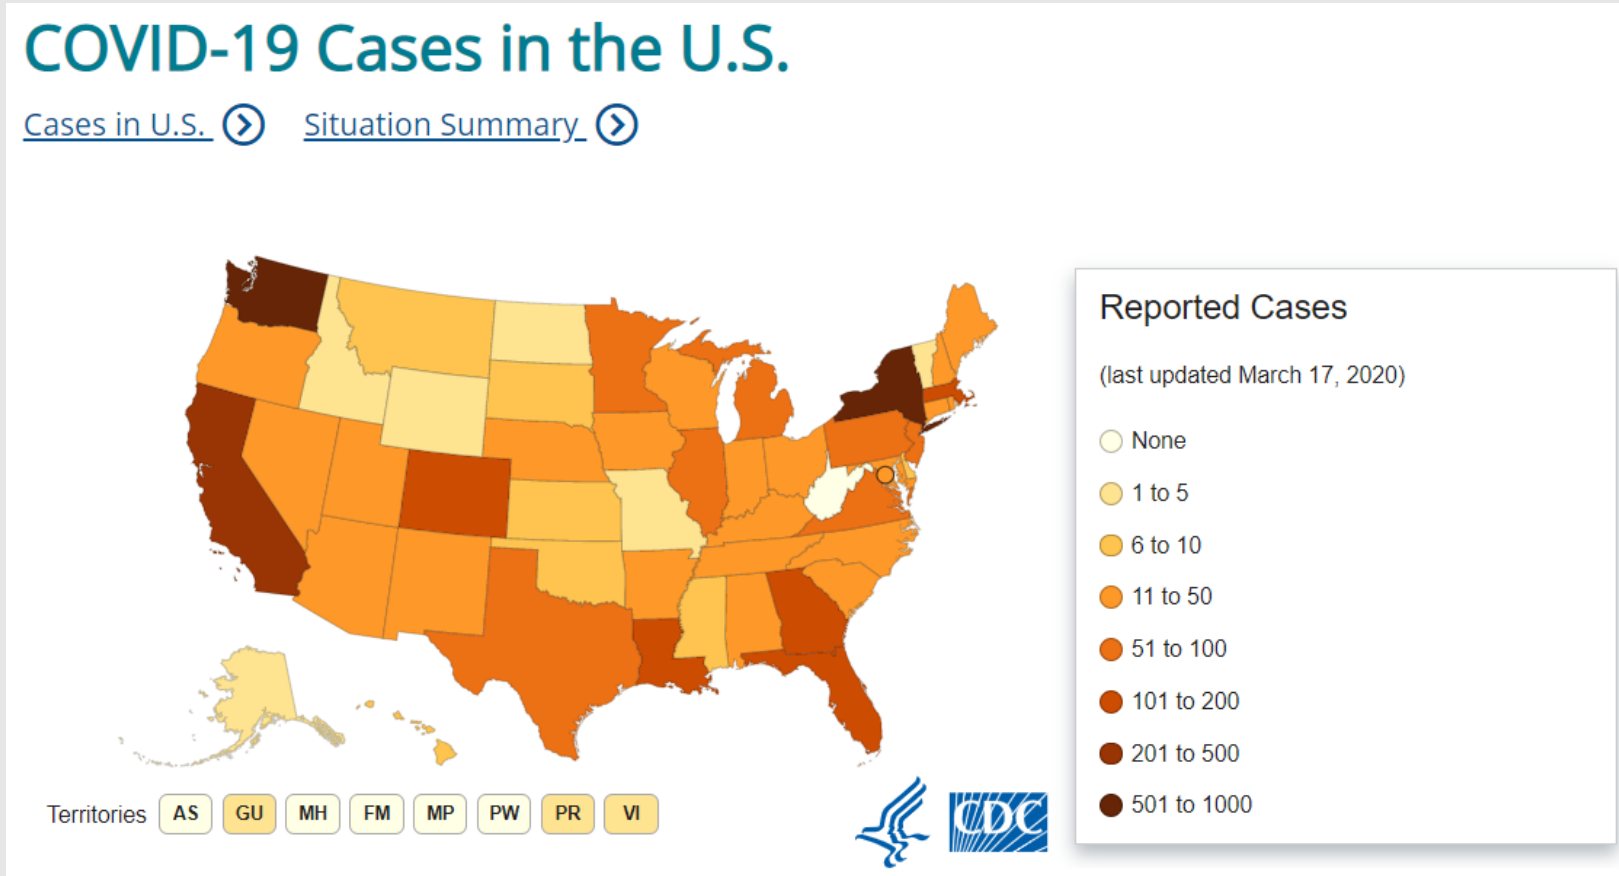 COVID-19 Cases in the U.S.
Cases in U.S. Situation Summary
Reported Cases
(last updated March 17, 2020)
None
1 to 5
6 to 10
11 to 50
51 to 100
101 to 200
201 to 500
501 to 1000
Territories AS GU MH FM MP PW PR VI
CDC